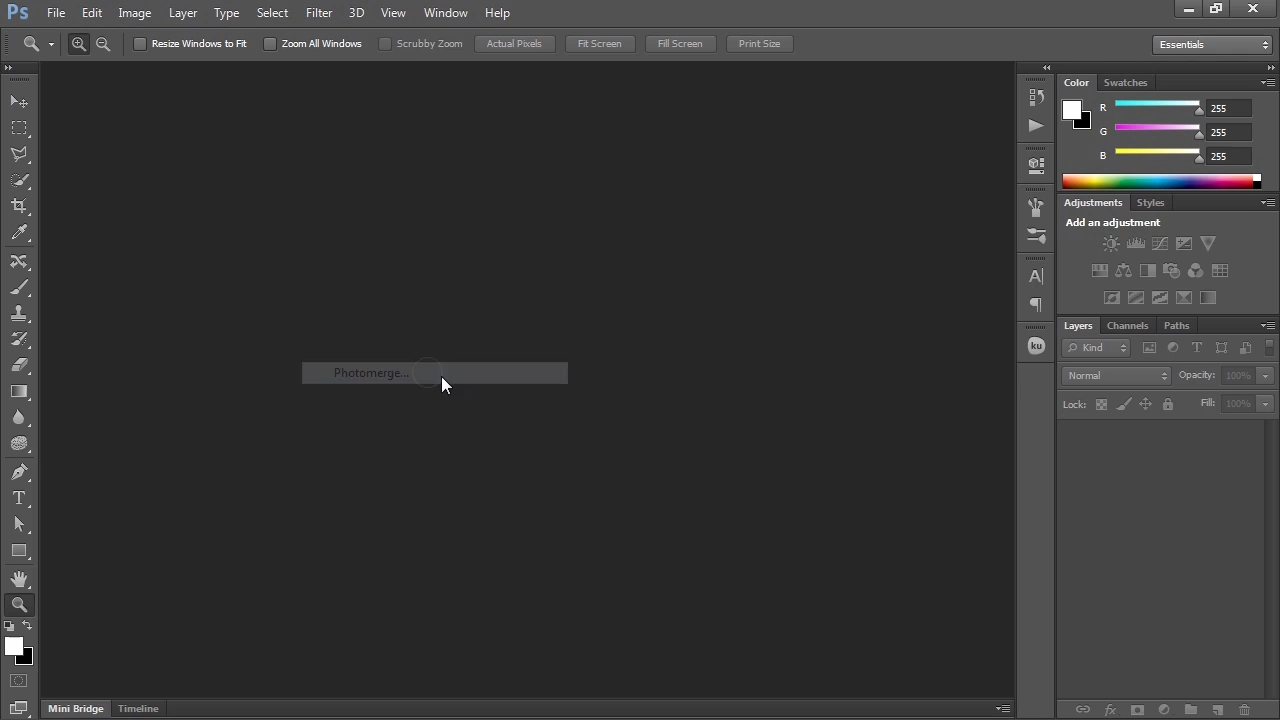 Ps File Edit Image Layer Type Select Filter 3D View Window Help
Resize Windows to Fit Zoom All Windows Scrubby Zoom Actual Pixels Fit Screen Fill Screen Print Size Essentials
Color Swatches
R 255
G 255
B 255
Adjustments Styles
Add an adjustment
Layers Channels Paths
Kind
Normal Opacity: 100%
Lock: Fill: 100%
Photomerge...
A
ku
T
Mini Bridge Timeline
fx